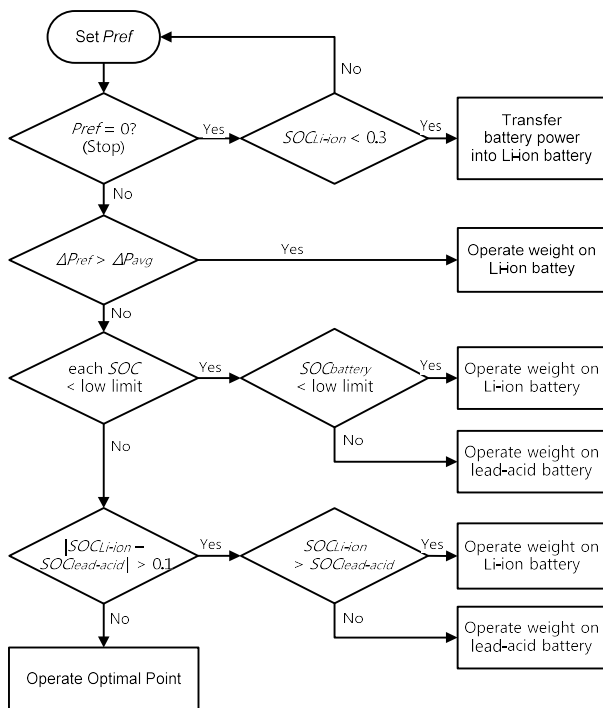 Set Pref
No
Pref = 0?
(Stop)
Yes
SOCLi-ion < 0.3
Yes
Transfer
battery power
into Li-ion battery
No
ΔPref > ΔPavg
Yes
Operate weight on
Li-ion battey
No
each SOC
< low limit
Yes
SOCbattery
< low limit
Yes
Operate weight on
Li-ion battery
No
No
Operate weight on
lead-acid battery
|SOCLi-ion –
SOClead-acid| > 0.1
Yes
SOCLi-ion
> SOClead-acid
Yes
Operate weight on
Li-ion battery
No
No
Operate weight on
lead-acid battery
Operate Optimal Point